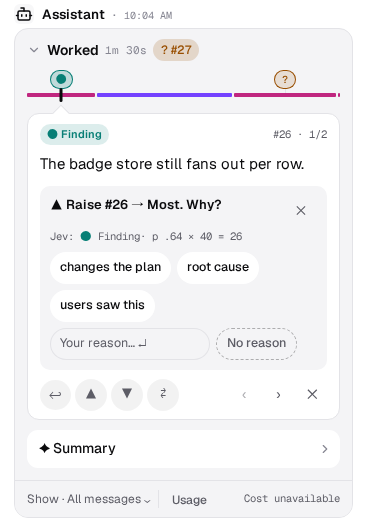 Assistant · 10:04 AM
Worked 1m 30s ? #27
?
Finding #26 · 1/2
The badge store still fans out per row.
▲ Raise #26 → Most. Why? ×
Jev: Finding· p .64 × 40 = 26
changes the plan root cause
users saw this
Your reason… ↵ No reason
↩ ▲ ▼ ⇄ ‹ › ×
✦ Summary ›
Show · All messages Usage Cost unavailable